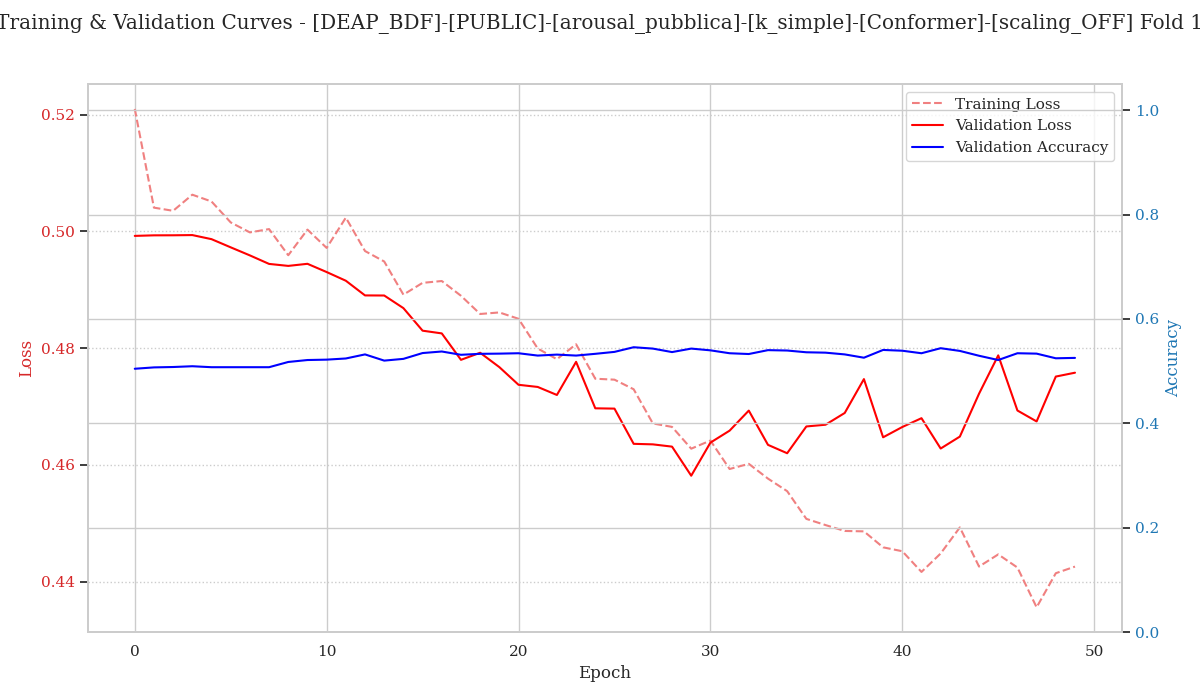 Training & Validation Curves - [DEAP_BDF]-[PUBLIC]-[arousal_pubblica]-[k_simple]-[Conformer]-[scaling_OFF] Fold 1
Training Loss
Validation Loss
Validation Accuracy
0.52
0.50
0.48
0.46
0.44
Loss
1.0
0.8
0.6
0.4
0.2
0.0
Accuracy
0 10 20 30 40 50
Epoch